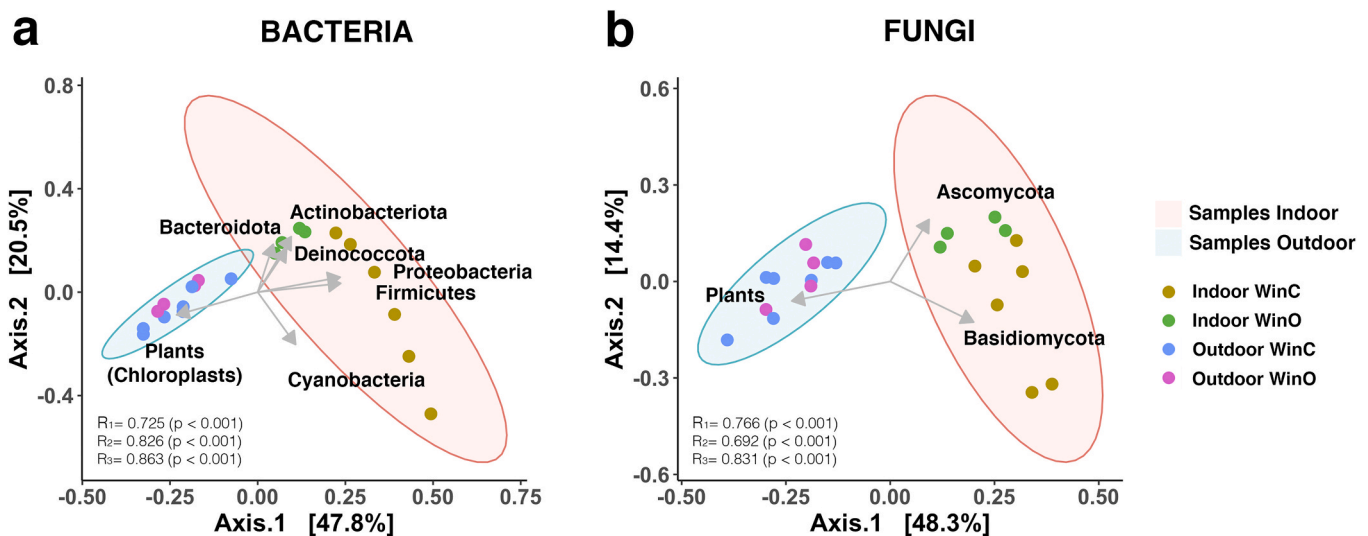 a
BACTERIA
0.8
0.4
0.0
-0.4
Axis.2 [20.5%]
Bacteroidota
Actinobacteriota
Deinococcota
Proteobacteria
Firmicutes
Plants
(Chloroplasts)
Cyanobacteria
R1= 0.725 (p < 0.001)
R2= 0.826 (p < 0.001)
R3= 0.863 (p < 0.001)
-0.50 -0.25 0.00 0.25 0.50 0.75
Axis.1 [47.8%]
b
FUNGI
0.6
0.3
0.0
-0.3
-0.6
Axis.2 [14.4%]
Ascomycota
Plants
Basidiomycota
R1= 0.766 (p < 0.001)
R2= 0.692 (p < 0.001)
R3= 0.831 (p < 0.001)
-0.50 -0.25 0.00 0.25 0.50
Axis.1 [48.3%]
Samples Indoor
Samples Outdoor
Indoor WinC
Indoor WinO
Outdoor WinC
Outdoor WinO